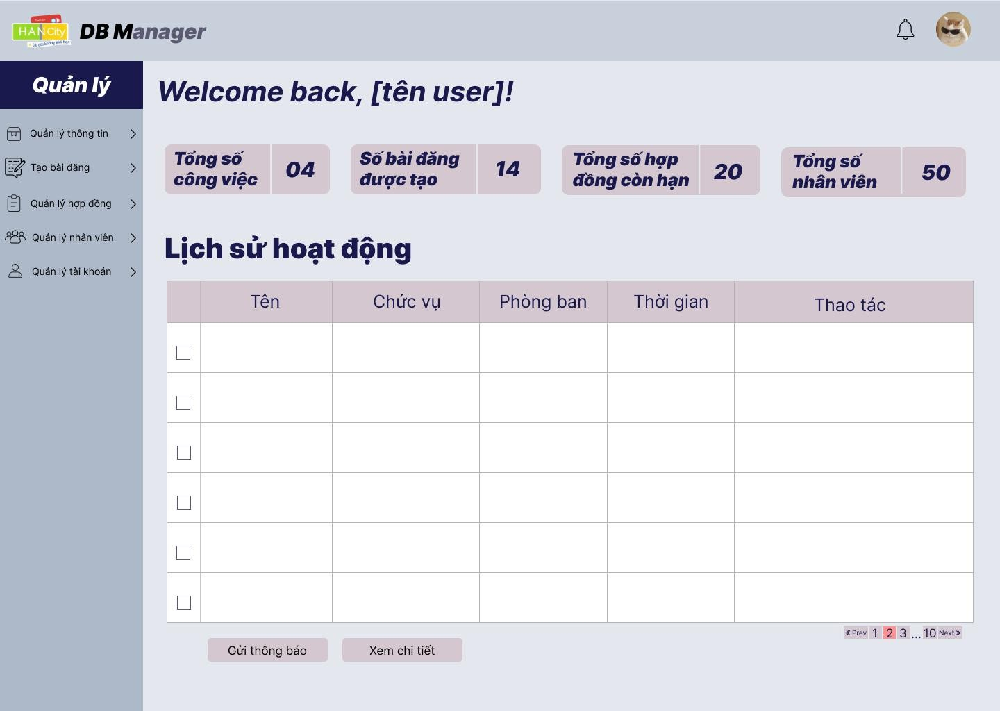 HANCity
Ưu đãi không giới hạn
DB Manager
Quản lý
Quản lý thông tin
Tạo bài đăng
Quản lý hợp đồng
Quản lý nhân viên
Quản lý tài khoản
Welcome back, [tên user]!
Tổng số
công việc
04
Số bài đăng
được tạo
14
Tổng số hợp
đồng còn hạn
20
Tổng số
nhân viên
50
Lịch sử hoạt động
Tên Chức vụ Phòng ban Thời gian Thao tác
Prev 1 2 3 ... 10 Next
Gửi thông báo
Xem chi tiết